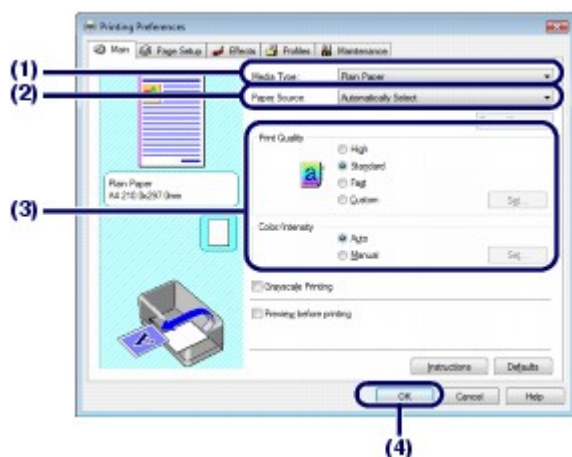 Printing Preferences
Main Page Setup Effects Profiles Maintenance
(1) Media Type: Plain Paper
(2) Paper Source: Automatically Select
Print Quality
High
Standard
Fast
Custom Set...
Plain Paper
A4 210.0x297.0mm
(3)
Color/Intensity
Auto
Manual Set...
Grayscale Printing
Preview before printing
Instructions Defaults
OK Cancel Help
(4)